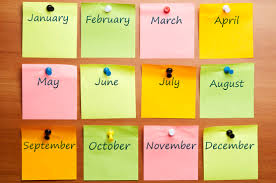 January
February
March
April
May
June
July
August
September
October
November
December